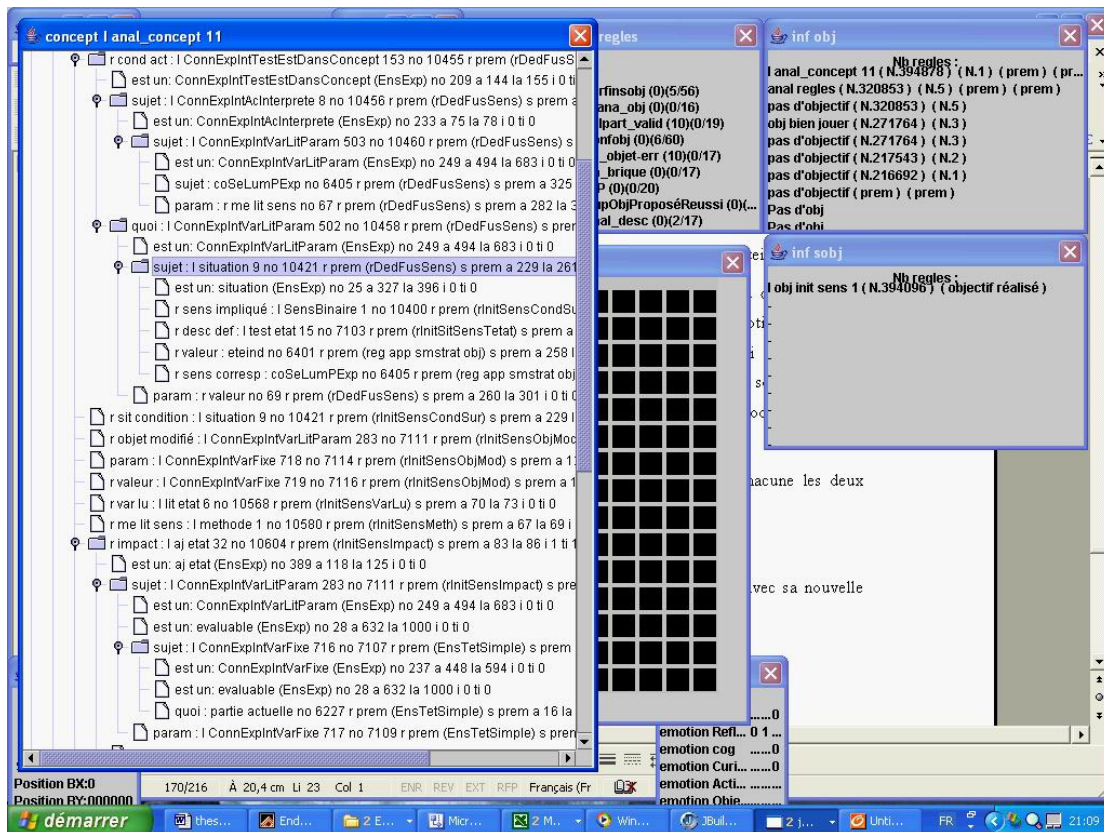 concept l anal_concept 11
r cond act : l ConnExpIntTestEstDansConcept 153 no 10455 r prem (rDedFusS
est un: ConnExpIntTestEstDansConcept (EnsExp) no 209 a 144 la 155 i 0 ti
sujet : l ConnExpIntAcInterprete 8 no 10456 r prem (rDedFusSens) s prem a
est un: ConnExpIntAcInterprete (EnsExp) no 233 a 75 la 78 i 0 ti 0
sujet : l ConnExpIntVarLitParam 503 no 10460 r prem (rDedFusSens) s
est un: ConnExpIntVarLitParam (EnsExp) no 249 a 494 la 683 i 0 ti 0
sujet : coSeLumPExp no 6405 r prem (rDedFusSens) s prem a 325
param : r me lit sens no 67 r prem (rDedFusSens) s prem a 282 la 3
quoi : l ConnExpIntVarLitParam 502 no 10458 r prem (rDedFusSens) s prem
est un: ConnExpIntVarLitParam (EnsExp) no 249 a 494 la 683 i 0 ti 0
sujet : l situation 9 no 10421 r prem (rDedFusSens) s prem a 229 la 261
est un: situation (EnsExp) no 25 a 327 la 396 i 0 ti 0
r sens impliqué : l SensBinaire 1 no 10400 r prem (rInitSensCondSu
r desc def : l test etat 15 no 7103 r prem (rInitSitSensTetat) s prem a
r valeur : eteind no 6401 r prem (reg app smstrat obj) s prem a 258 l
r sens corresp : coSeLumPExp no 6405 r prem (reg app smstrat obj
param : r valeur no 69 r prem (rDedFusSens) s prem a 260 la 301 i 0 ti 0
r sit condition : l situation 9 no 10421 r prem (rInitSensCondSur) s prem a 229 l
r objet modifié : l ConnExpIntVarLitParam 283 no 7111 r prem (rInitSensObjMod
param : l ConnExpIntVarFixe 718 no 7114 r prem (rInitSensObjMod) s prem a 1
r valeur : l ConnExpIntVarFixe 719 no 7116 r prem (rInitSensObjMod) s prem a 1
r var lu : l lit etat 6 no 10568 r prem (rInitSensVarLu) s prem a 70 la 73 i 0 ti 0
r me lit sens : l methode 1 no 10580 r prem (rInitSensMeth) s prem a 67 la 69 i
r impact : l aj etat 32 no 10604 r prem (rInitSensImpact) s prem a 83 la 86 i 1 ti 1
est un: aj etat (EnsExp) no 389 a 118 la 125 i 0 ti 0
sujet : l ConnExpIntVarLitParam 283 no 7111 r prem (rInitSensImpact) s pre
est un: ConnExpIntVarLitParam (EnsExp) no 249 a 494 la 683 i 0 ti 0
est un: evaluable (EnsExp) no 28 a 632 la 1000 i 0 ti 0
sujet : l ConnExpIntVarFixe 716 no 7107 r prem (EnsTetSimple) s prem
est un: ConnExpIntVarFixe (EnsExp) no 237 a 448 la 594 i 0 ti 0
est un: evaluable (EnsExp) no 28 a 632 la 1000 i 0 ti 0
quoi : partie actuelle no 6227 r prem (EnsTetSimple) s prem a 16 la
param : l ConnExpIntVarFixe 717 no 7109 r prem (EnsTetSimple) s pren
regles
rfinsobj (0)(5/56)
ana_obj (0)(0/16)
lpart_valid (10)(0/19)
onfobj (0)(6/60)
_objet-err (10)(0/17)
_brique (0)(0/17)
P (0)(0/20)
upObjProposéReussi (0)(...
nal_desc (0)(2/17)
inf obj
Nb regles :
l anal_concept 11 ( N.394878 ) ( N.1 ) ( prem ) ( pr...
anal regles ( N.320853 ) ( N.5 ) ( prem ) ( prem )
pas d'objectif ( N.320853 ) ( N.5 )
obj bien jouer ( N.271764 ) ( N.3 )
pas d'objectif ( N.271764 ) ( N.3 )
pas d'objectif ( N.217543 ) ( N.2 )
pas d'objectif ( N.216692 ) ( N.1 )
pas d'objectif ( prem ) ( prem )
Pas d'obj
Pas d'obj
inf sobj
Nb regles :
l obj init sens 1 ( N.394096 ) ( objectif réalisé )
hacune les deux
avec sa nouvelle
......0
emotion Refl... 0 1 ...
emotion cog ......0
emotion Curi... ......0
emotion Acti...
emotion Obje...
Position BX:0
Position BY:000000
170/216 À 20,4 cm Li 23 Col 1 ENR REV EXT RFP Français (Fr
démarrer thes... End... 2 E... Micr... 2 M... Win... JBuil... 2 j... Unti... FR ? 21:09